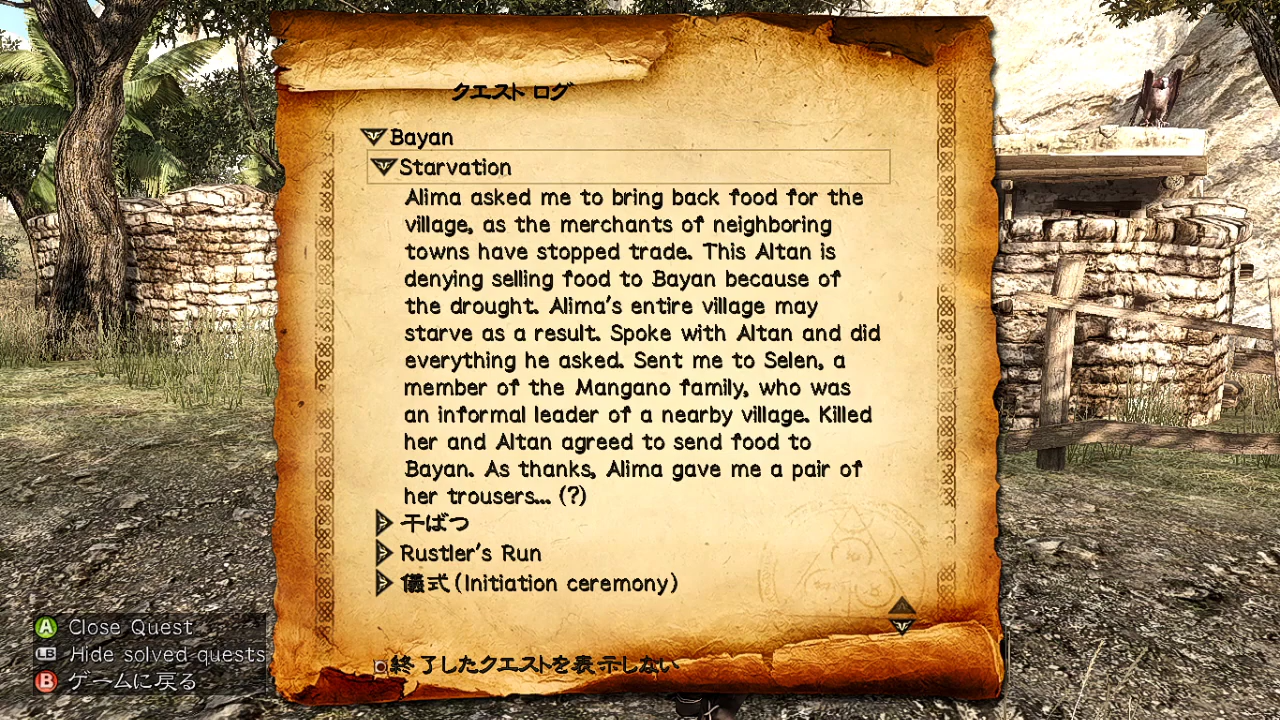 クエスト ログ
Bayan
Starvation
Alima asked me to bring back food for the
village, as the merchants of neighboring
towns have stopped trade. This Altan is
denying selling food to Bayan because of
the drought. Alima's entire village may
starve as a result. Spoke with Altan and did
everything he asked. Sent me to Selen, a
member of the Mangano family, who was
an informal leader of a nearby village. Killed
her and Altan agreed to send food to
Bayan. As thanks, Alima gave me a pair of
her trousers... (?)
干ばつ
Rustler's Run
儀式(Initiation ceremony)
終了したクエストを表示しない
A Close Quest
LB Hide solved quests
B ゲームに戻る